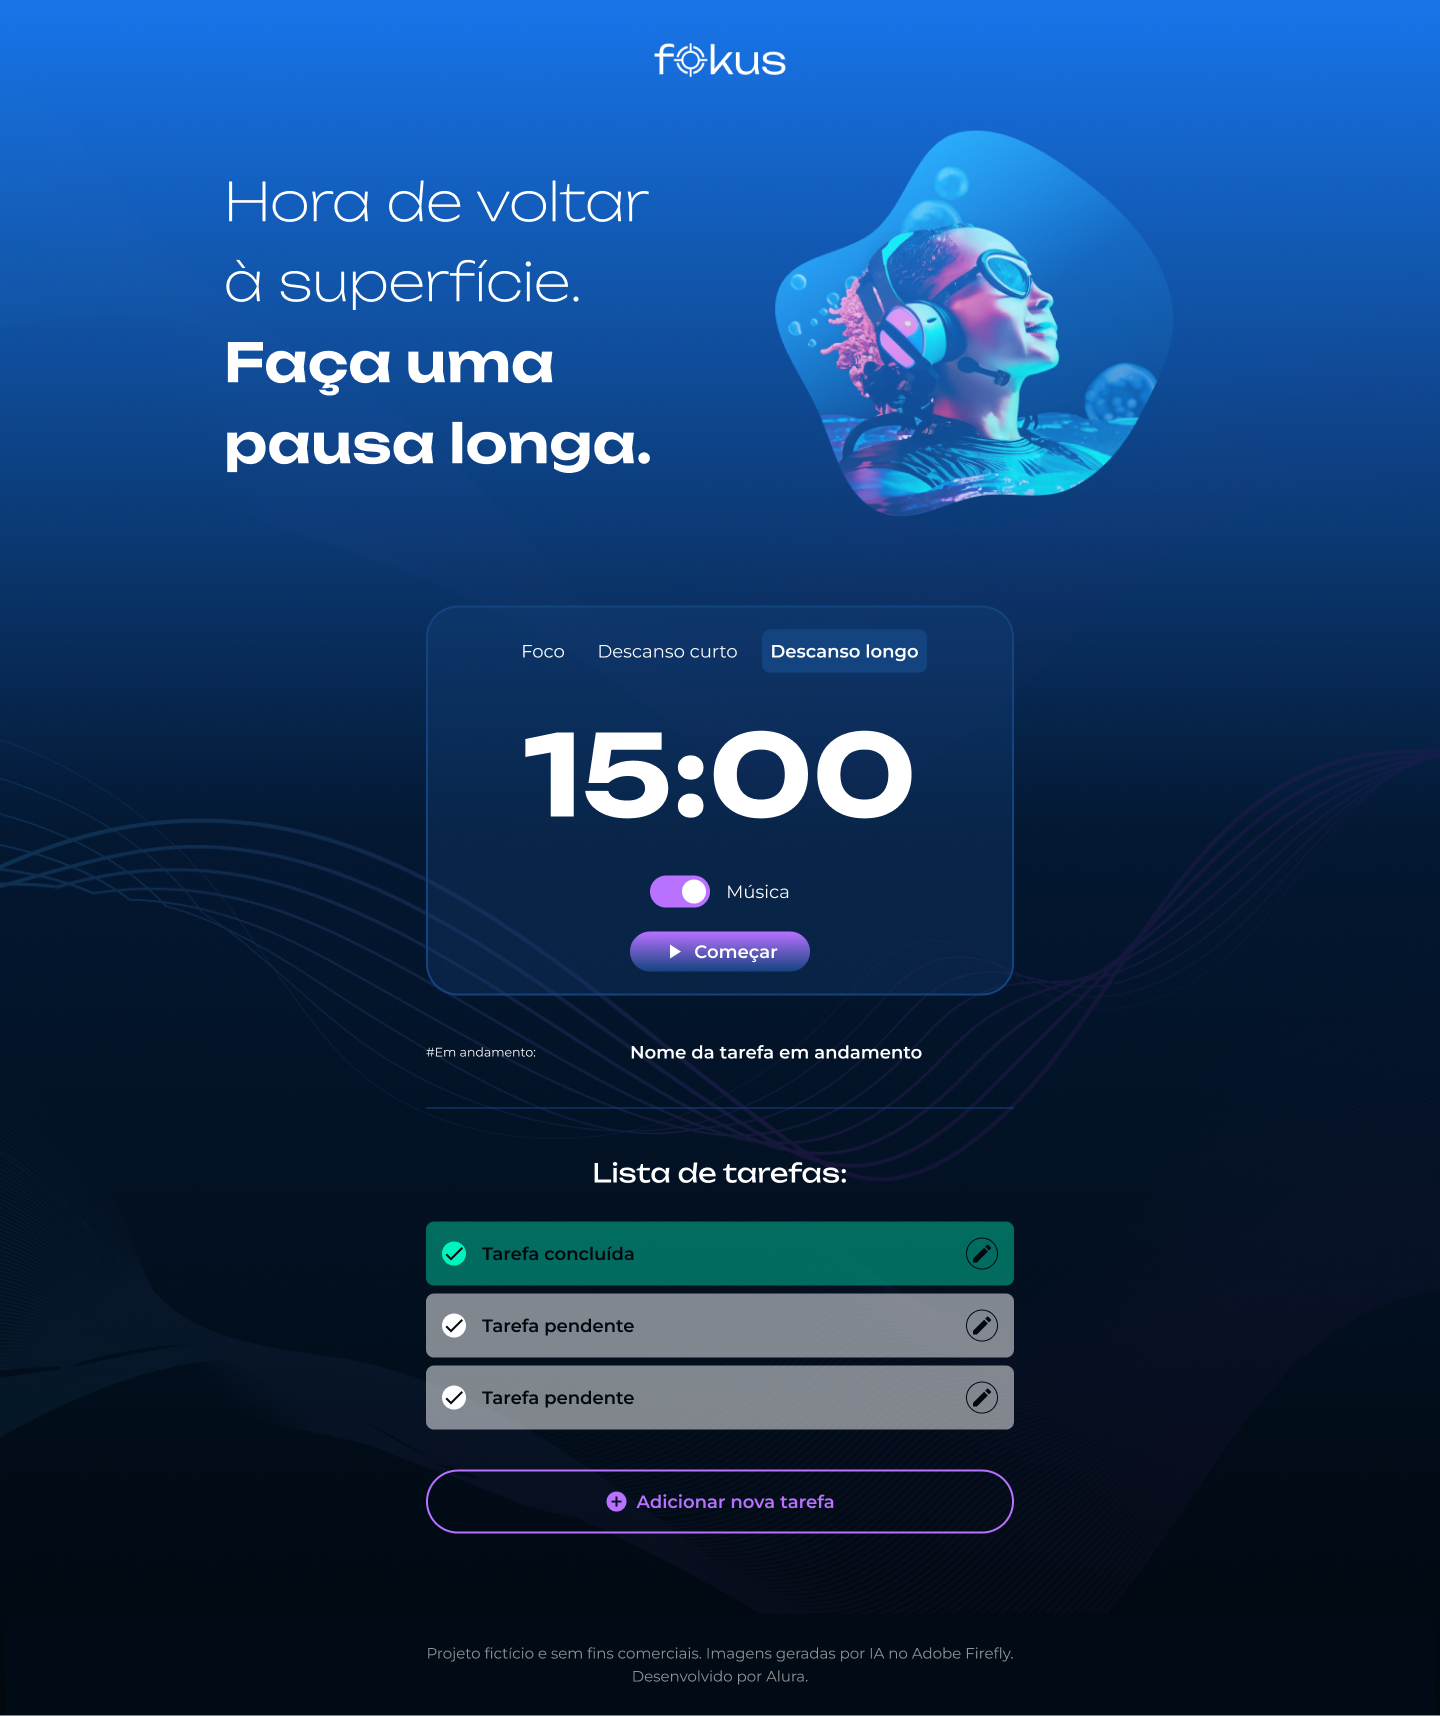 fokus
Hora de voltar
à superfície.
Faça uma
pausa longa.
Foco Descanso curto Descanso longo
15:00
Música
Começar
#Em andamento: Nome da tarefa em andamento
Lista de tarefas:
Tarefa concluída
Tarefa pendente
Tarefa pendente
Adicionar nova tarefa
Projeto fictício e sem fins comerciais. Imagens geradas por IA no Adobe Firefly.
Desenvolvido por Alura.